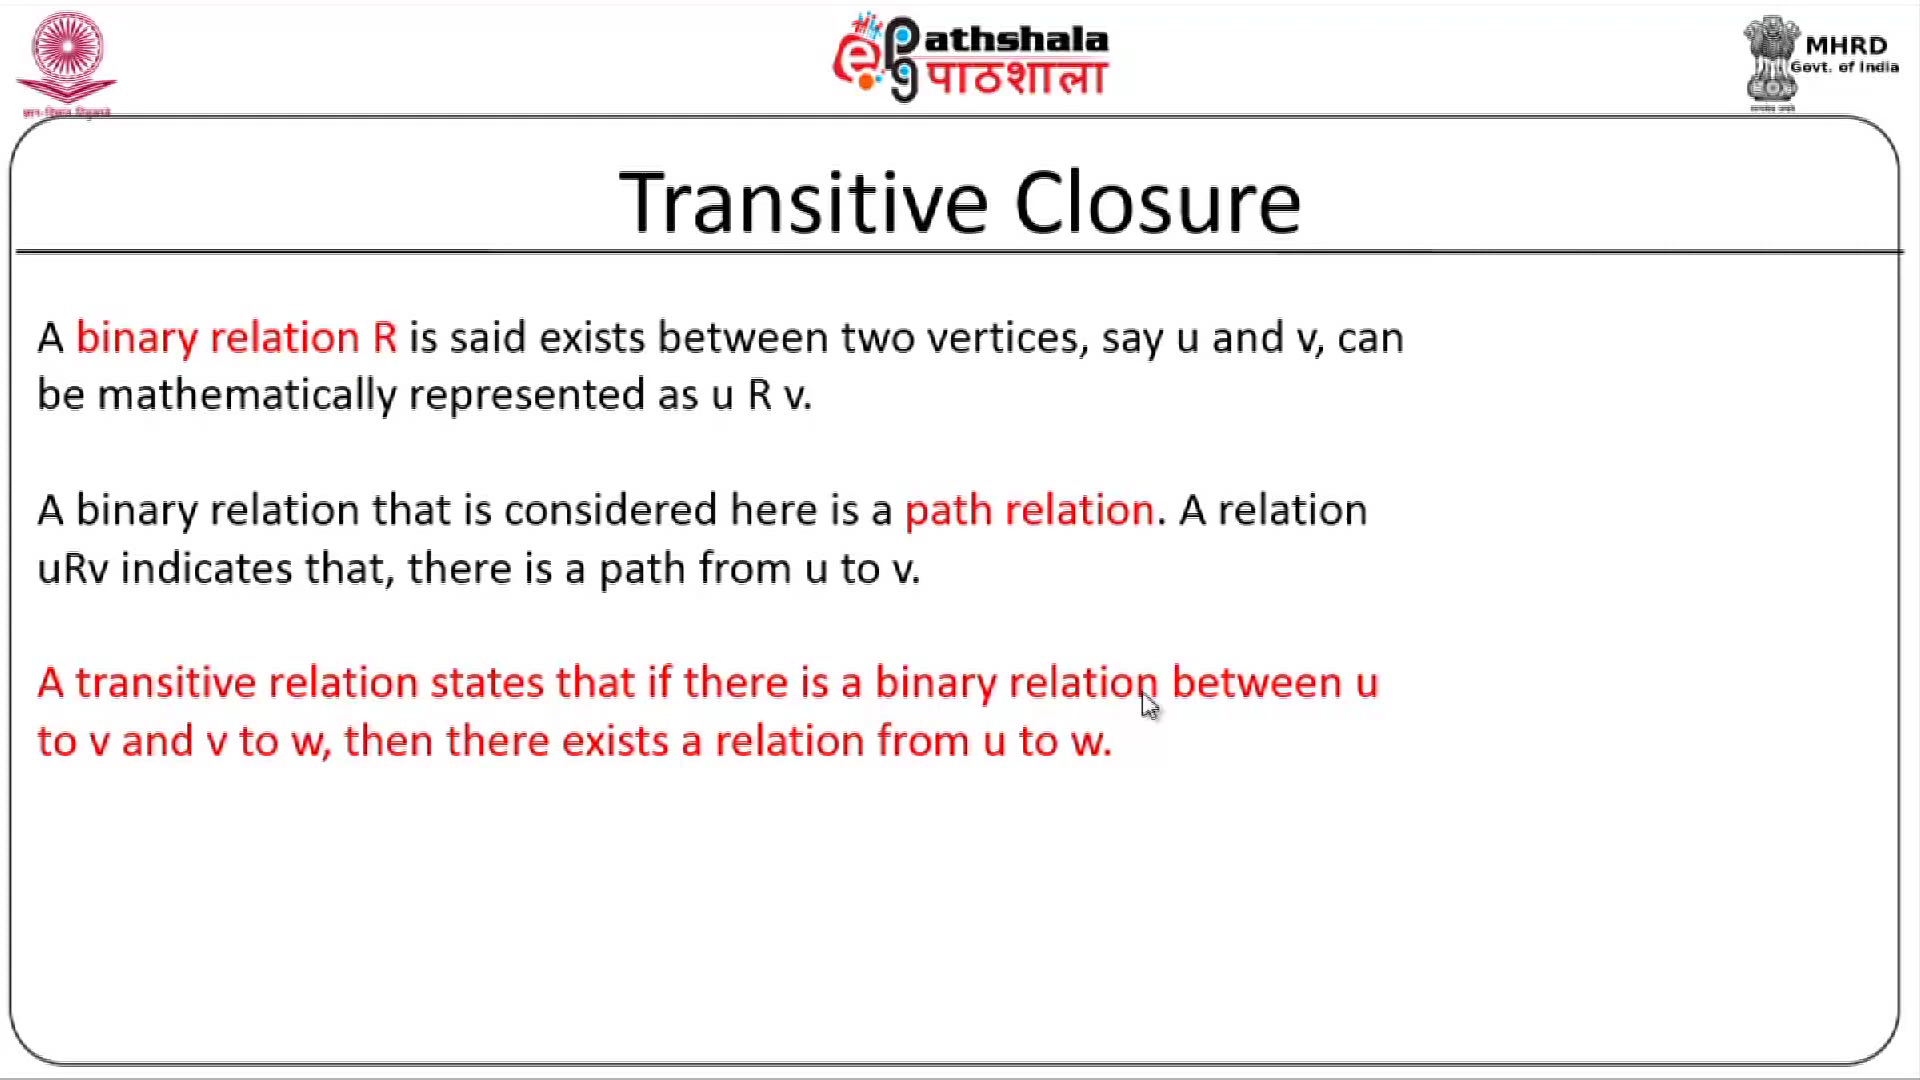 ePG Pathshala
पाठशाला
MHRD
Govt. of India
ज्ञान-विज्ञान विमुक्तये
Transitive Closure
A binary relation R is said exists between two vertices, say u and v, can
be mathematically represented as u R v.
A binary relation that is considered here is a path relation. A relation
uRv indicates that, there is a path from u to v.
A transitive relation states that if there is a binary relation between u
to v and v to w, then there exists a relation from u to w.